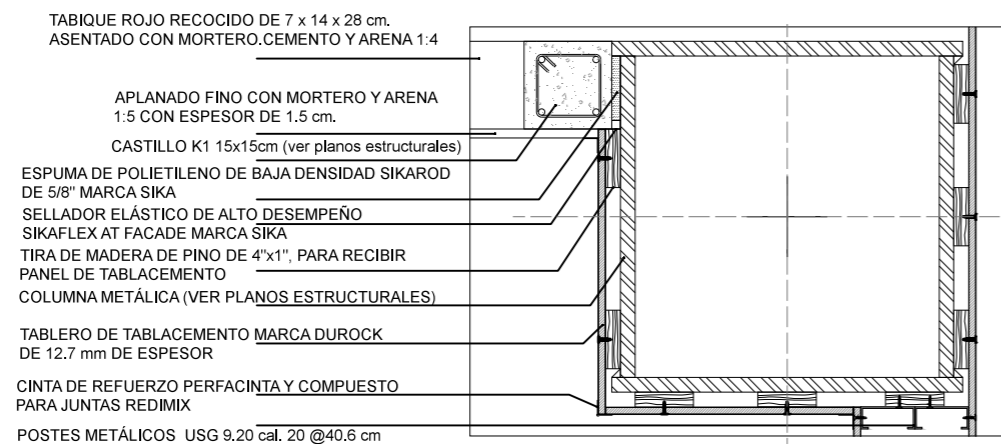 TABIQUE ROJO RECOCIDO DE 7 x 14 x 28 cm.
ASENTADO CON MORTERO.CEMENTO Y ARENA 1:4
APLANADO FINO CON MORTERO Y ARENA
1:5 CON ESPESOR DE 1.5 cm.
CASTILLO K1 15x15cm (ver planos estructurales)
ESPUMA DE POLIETILENO DE BAJA DENSIDAD SIKAROD
DE 5/8" MARCA SIKA
SELLADOR ELÁSTICO DE ALTO DESEMPEÑO
SIKAFLEX AT FACADE MARCA SIKA
TIRA DE MADERA DE PINO DE 4"x1", PARA RECIBIR
PANEL DE TABLACEMENTO
COLUMNA METÁLICA (VER PLANOS ESTRUCTURALES)
TABLERO DE TABLACEMENTO MARCA DUROCK
DE 12.7 mm DE ESPESOR
CINTA DE REFUERZO PERFACINTA Y COMPUESTO
PARA JUNTAS REDIMIX
POSTES METÁLICOS USG 9.20 cal. 20 @40.6 cm